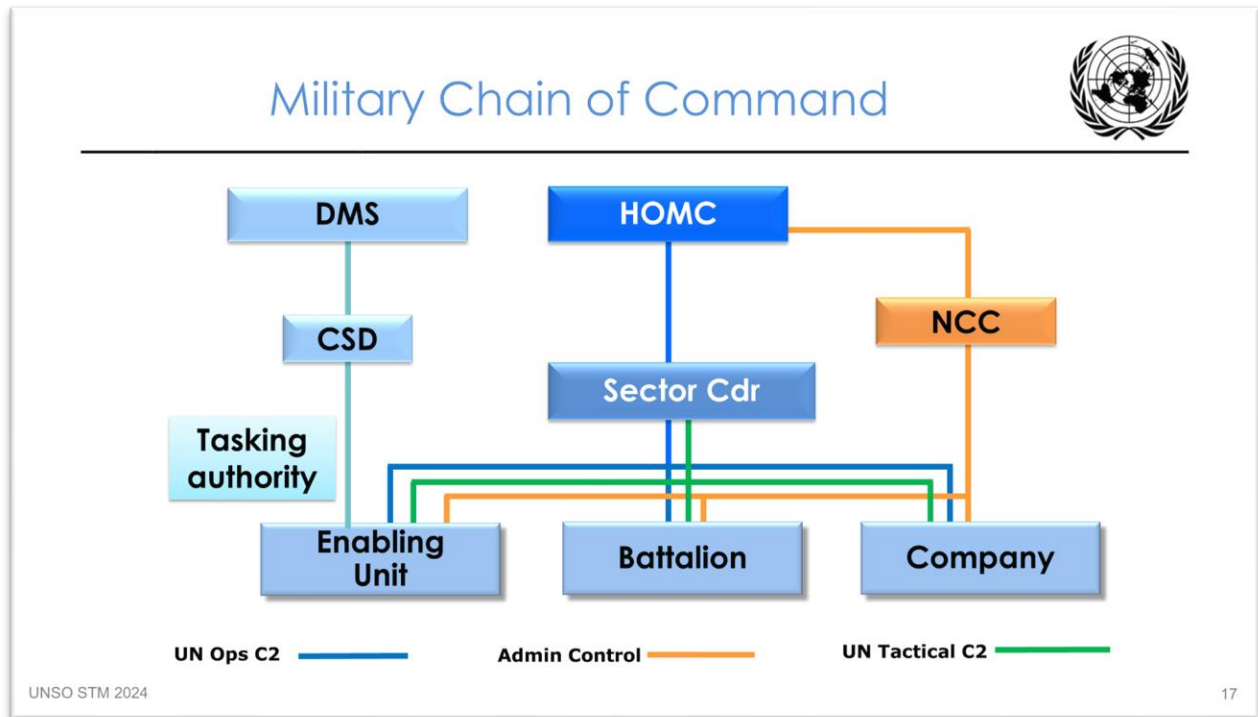 Military Chain of Command
DMS
HOMC
CSD
NCC
Sector Cdr
Tasking
authority
Enabling
Unit
Battalion
Company
UN Ops C2
Admin Control
UN Tactical C2
UNSO STM 2024
17